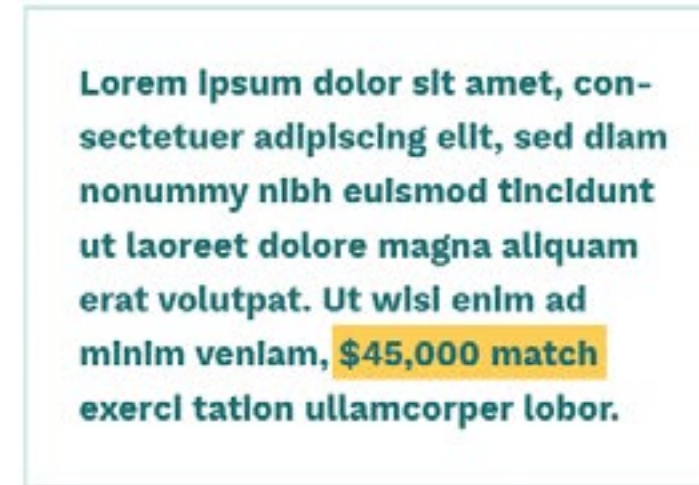 Lorem ipsum dolor sit amet, con-
sectetuer adipiscing elit, sed diam
nonummy nibh euismod tincidunt
ut laoreet dolore magna aliquam
erat volutpat. Ut wisi enim ad
minim veniam, $45,000 match
exerci tation ullamcorper lobor.